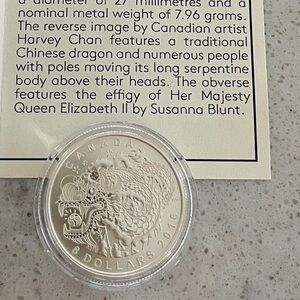 a diameter of 27 millimetres and a
nominal metal weight of 7.96 grams.
The reverse image by Canadian artist
Harvey Chan features a traditional
Chinese dragon and numerous people
with poles moving its long serpentine
body above their heads. The obverse
features the effigy of Her Majesty
Queen Elizabeth II by Susanna Blunt.
CANADA
8 DOLLARS 2016